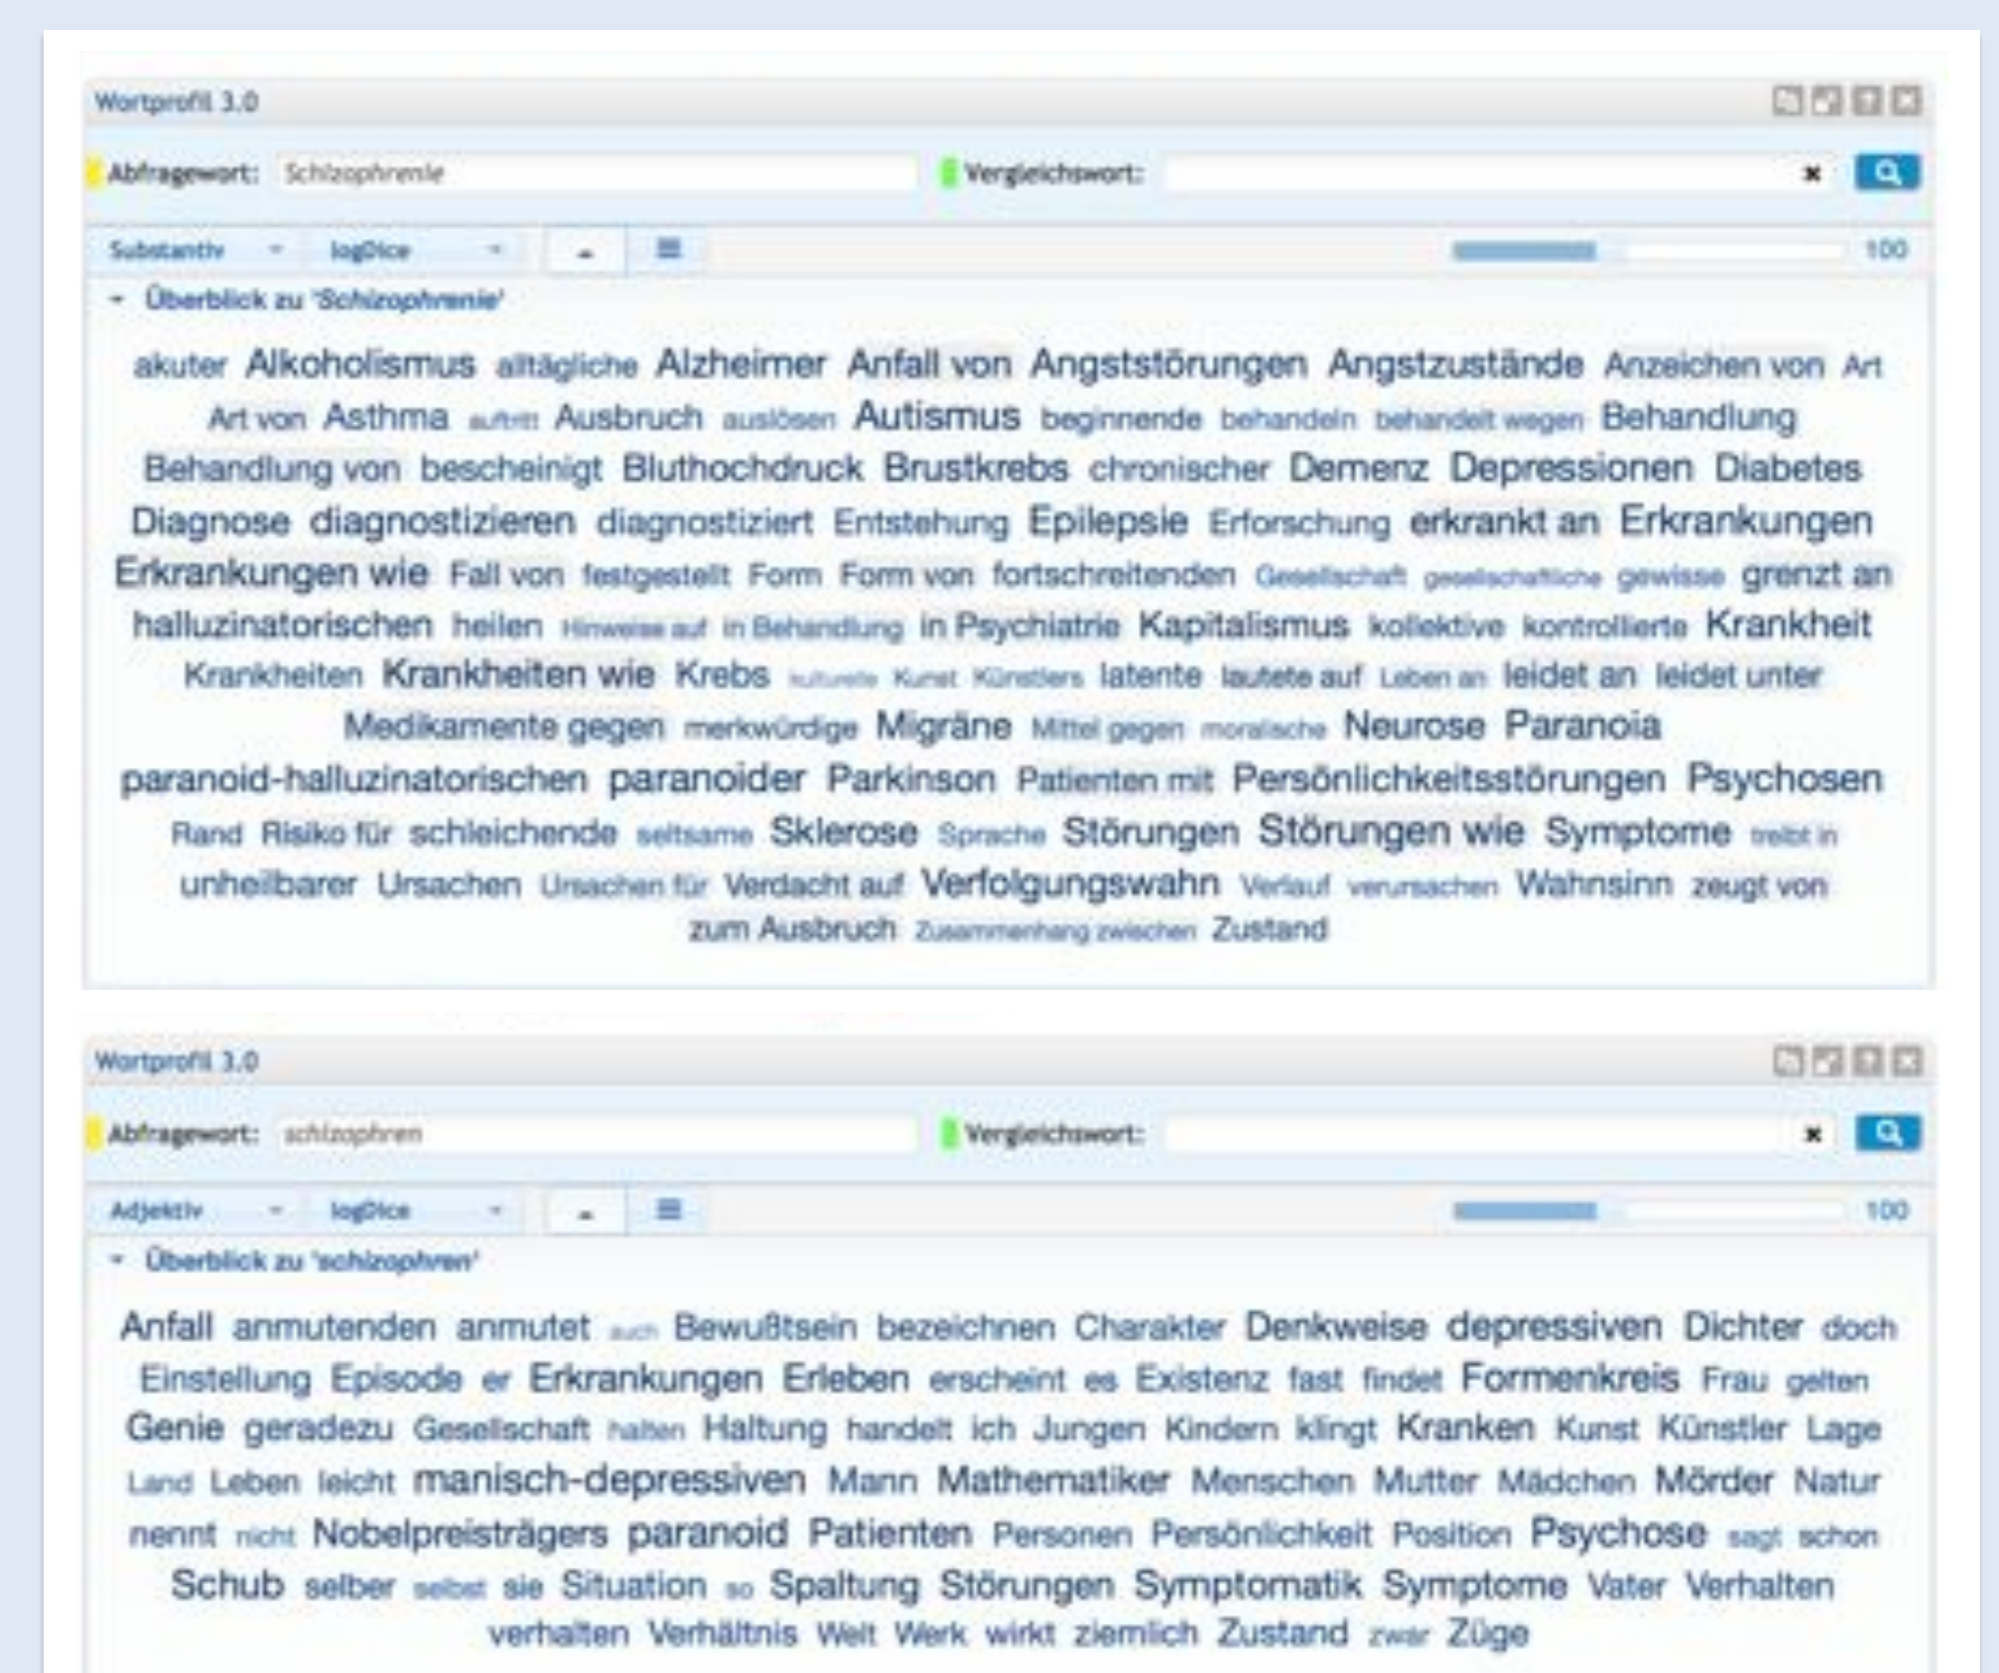 Wortprofil 3.0
Abfragewort: Schizophrenie Vergleichswort:
Substantiv logDice 100
Überblick zu 'Schizophrenie'
akuter Alkoholismus alltägliche Alzheimer Anfall von Angststörungen Angstzustände Anzeichen von Art
Art von Asthma auftritt Ausbruch auslösen Autismus beginnende behandeln behandelt wegen Behandlung
Behandlung von bescheinigt Bluthochdruck Brustkrebs chronischer Demenz Depressionen Diabetes
Diagnose diagnostizieren diagnostiziert Entstehung Epilepsie Erforschung erkrankt an Erkrankungen
Erkrankungen wie Fall von festgestellt Form Form von fortschreitenden Gesellschaft gesellschaftliche gewisse grenzt an
halluzinatorischen heilen Hinweise auf in Behandlung in Psychiatrie Kapitalismus kollektive kontrollierte Krankheit
Krankheiten Krankheiten wie Krebs kulturelle Kunst Künstlers latente lautete auf Leben an leidet an leidet unter
Medikamente gegen merkwürdige Migräne Mittel gegen moralische Neurose Paranoia
paranoid-halluzinatorischen paranoider Parkinson Patienten mit Persönlichkeitsstörungen Psychosen
Rand Risiko für schleichende seltsame Sklerose Sprache Störungen Störungen wie Symptome treibt in
unheilbarer Ursachen Ursachen für Verdacht auf Verfolgungswahn Verlauf verursachen Wahnsinn zeugt von
zum Ausbruch Zusammenhang zwischen Zustand
Wortprofil 3.0
Abfragewort: schizophren Vergleichswort:
Adjektiv logDice 100
Überblick zu 'schizophren'
Anfall anmutenden anmutet auch Bewußtsein bezeichnen Charakter Denkweise depressiven Dichter doch
Einstellung Episode er Erkrankungen Erleben erscheint es Existenz fast findet Formenkreis Frau gelten
Genie geradezu Gesellschaft halten Haltung handelt ich Jungen Kindern klingt Kranken Kunst Künstler Lage
Land Leben leicht manisch-depressiven Mann Mathematiker Menschen Mutter Mädchen Mörder Natur
nennt nicht Nobelpreisträgers paranoid Patienten Personen Persönlichkeit Position Psychose sagt schon
Schub selber selbst sie Situation so Spaltung Störungen Symptomatik Symptome Vater Verhalten
verhalten Verhältnis Welt Werk wirkt ziemlich Zustand zwar Züge